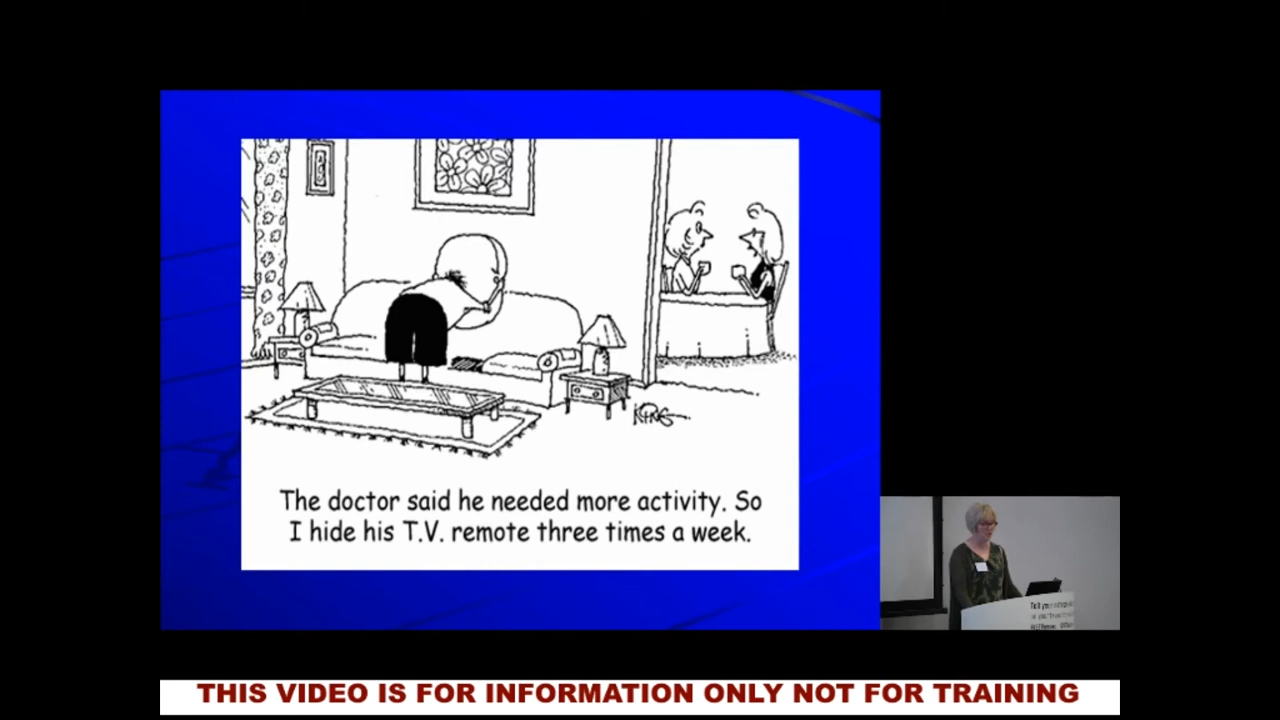 The doctor said he needed more activity. So
I hide his T.V. remote three times a week.
KING
THIS VIDEO IS FOR INFORMATION ONLY NOT FOR TRAINING